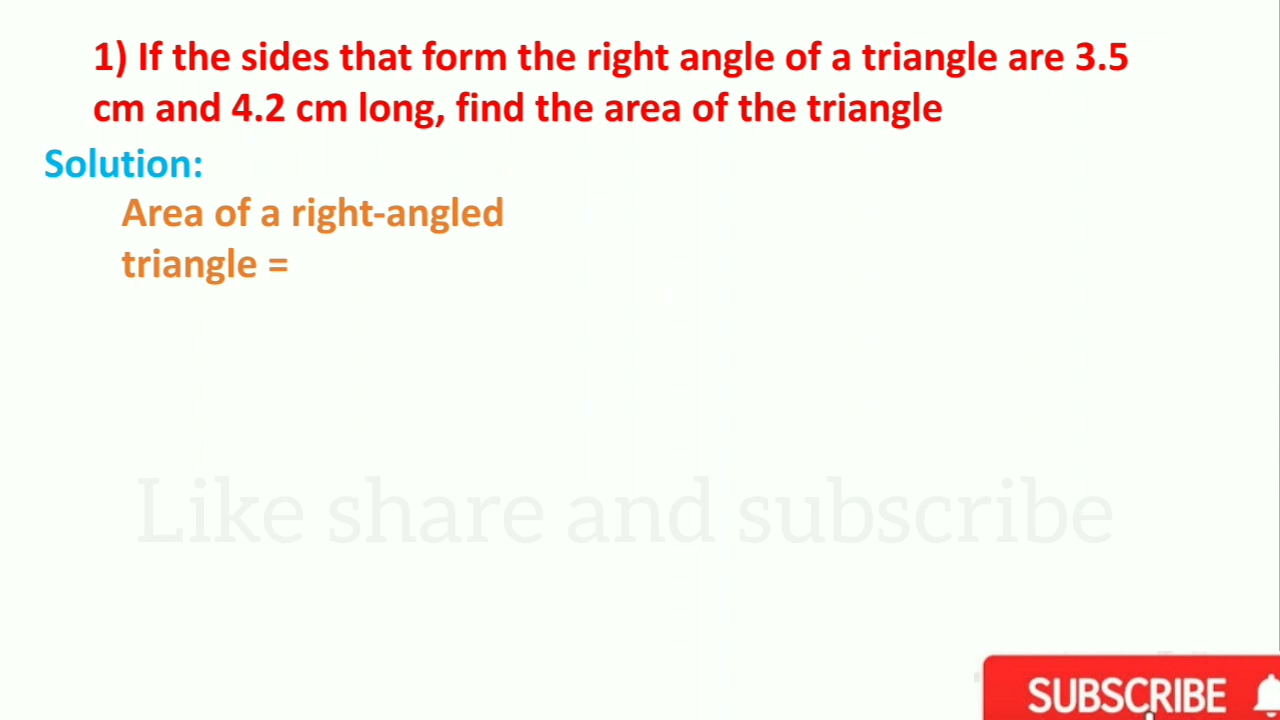 1) If the sides that form the right angle of a triangle are 3.5
cm and 4.2 cm long, find the area of the triangle
Solution:
Area of a right-angled
triangle =
Like share and subscribe
SUBSCRIBE